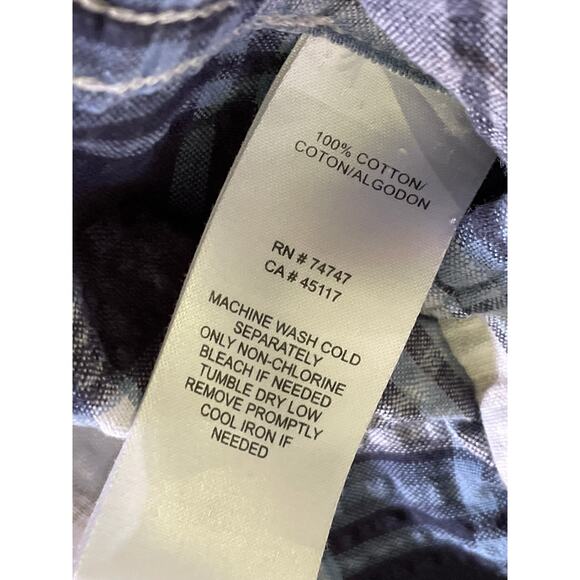 100% COTTON/
COTON/ALGODON
RN # 74747
CA # 45117
MACHINE WASH COLD
SEPARATELY
ONLY NON-CHLORINE
BLEACH IF NEEDED
TUMBLE DRY LOW
REMOVE PROMPTLY
COOL IRON IF
NEEDED